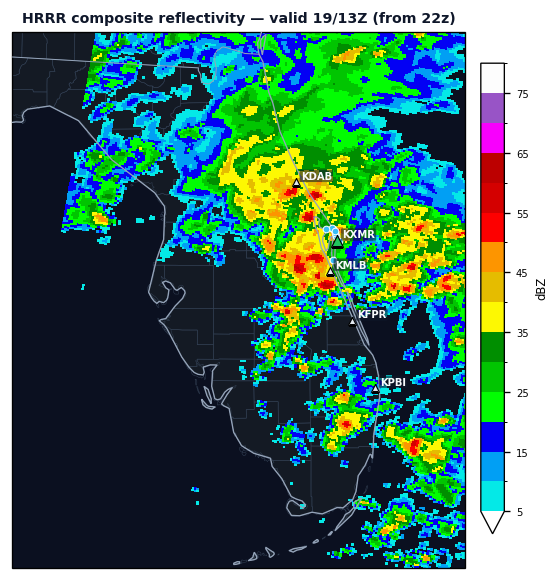 HRRR composite reflectivity — valid 19/13Z (from 22z)
KDAB
KXMR
KMLB
KFPR
KPBI
75
65
55
45
35
25
15
5
dBZ